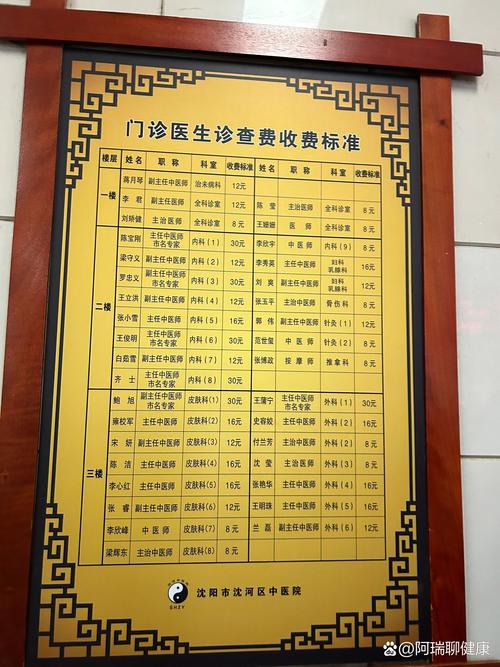 门诊医生诊查费收费标准
楼层 姓名 职称 科室 收费标准 姓名 职称 科室 收费标准
一楼
蒋月琴 副主任中医师 治未病科 12元
李君 副主任医师 全科诊室 12元 陈莹 主治医师 全科诊室 8元
刘矫健 主治医师 全科诊室 8元 王姗姗 医师 全科诊室 8元
二楼
陈宝刚 主任中医师 市名专家 内科(1) 30元 李欣宇 中医师 内科(9) 8元
梁守义 副主任中医师 内科(2) 12元 李秀英 主任中医师 妇科 乳腺科 16元
罗忠义 副主任中医师 市名专家 内科(3) 30元 刘爽 副主任中医师 妇科 乳腺科 12元
王立洪 副主任中医师 内科(4) 12元 张玉平 主治中医师 骨伤科 8元
张小雪 主任中医师 内科(5) 16元 郭伟 副主任中医师 针灸(1) 12元
王俊明 主任中医师 市名专家 内科(6) 30元 范世玺 中医师 针灸(2) 8元
白茹雪 副主任中医师 内科(7) 12元 张博政 按摩师 推拿科 8元
齐士 主任中医师 市名专家 内科(8) 30元
三楼
鲍旭 副主任中医师 市名专家 皮肤科(1) 30元 王蒲宁 主任中医师 市名专家 外科(1) 30元
雍校军 主任中医师 皮肤科(2) 16元 史容姣 主任中医师 外科(2) 16元
宋妍 副主任中医师 皮肤科(3) 12元 付兰芳 主治中医师 外科(2) 8元
陈洁 主任中医师 皮肤科(4) 16元 沈莹 主治医师 外科(3) 8元
李心红 主任中医师 皮肤科(5) 16元 张艳华 主任中医师 外科(4) 16元
张睿 副主任中医师 皮肤科(6) 12元 王明珠 主任中医师 外科(5) 16元
李欣峰 中医师 皮肤科(7) 8元 兰磊 副主任中医师 外科(6) 12元
梁辉东 主治中医师 皮肤科(8) 8元
SHZY
沈阳市沈河区中医院
@阿瑞聊健康